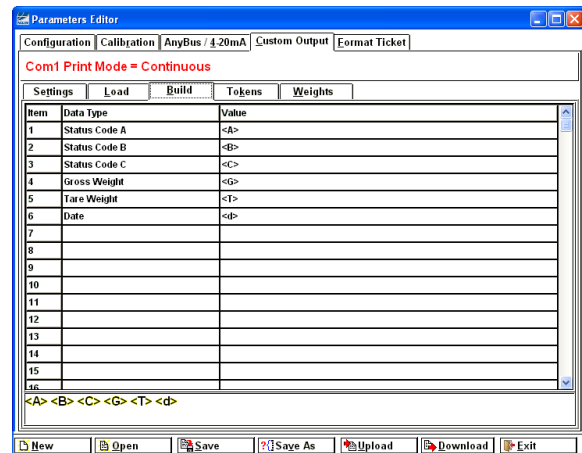 Parameters Editor
Configuration Calibration AnyBus / 4-20mA Custom Output Format Ticket
Com1 Print Mode = Continuous
Settings Load Build Tokens Weights
Item Data Type Value
1 Status Code A <A>
2 Status Code B <B>
3 Status Code C <C>
4 Gross Weight <G>
5 Tare Weight <T>
6 Date <d>
7
8
9
10
11
12
13
14
15
16
<A> <B> <C> <G> <T> <d>
New Open Save ?{} Save As Upload Download Exit